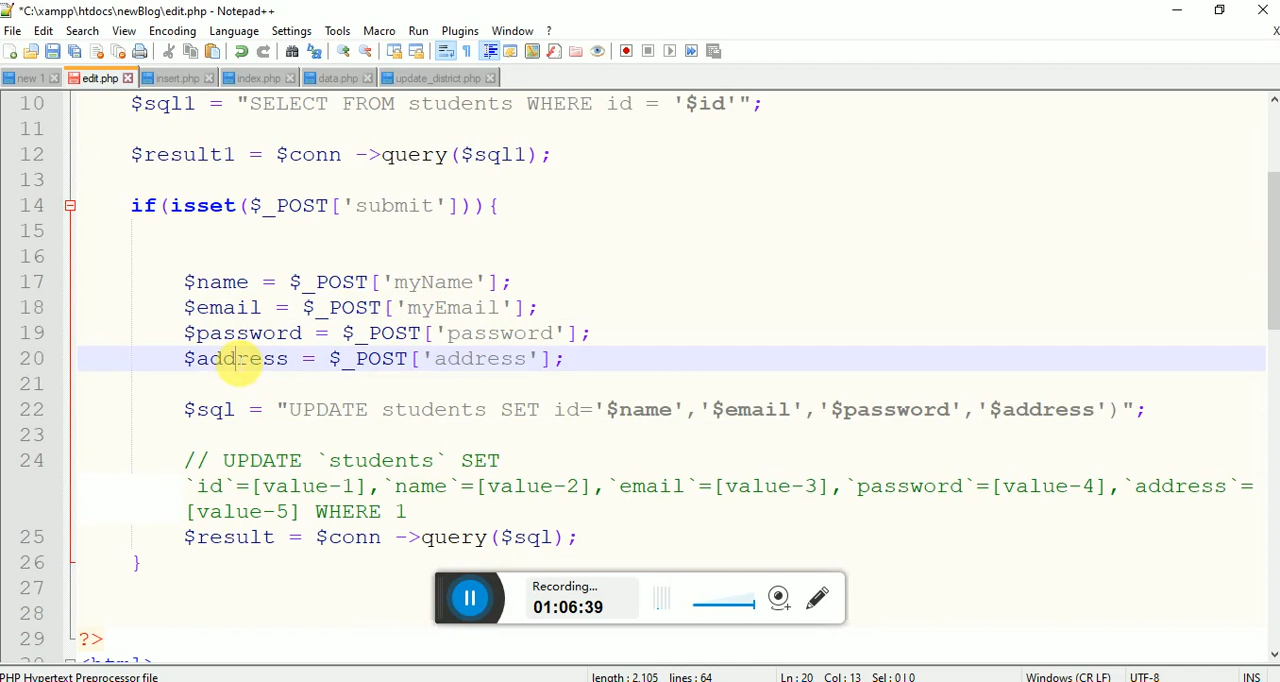 *C:\xampp\htdocs\newBlog\edit.php - Notepad++
File Edit Search View Encoding Language Settings Tools Macro Run Plugins Window ? X
new 1 edit.php insert.php index.php data.php update_district.php
10 $sql1 = "SELECT FROM students WHERE id = '$id'";
11
12 $result1 = $conn ->query($sql1);
13
14 if(isset($_POST['submit'])){
15
16
17 $name = $_POST['myName'];
18 $email = $_POST['myEmail'];
19 $password = $_POST['password'];
20 $address = $_POST['address'];
21
22 $sql = "UPDATE students SET id='$name','$email','$password','$address')";
23
24 // UPDATE `students` SET
`id`=[value-1],`name`=[value-2],`email`=[value-3],`password`=[value-4],`address`=
[value-5] WHERE 1
25 $result = $conn ->query($sql);
26 }
27
28
29 ?>
30 <html>
Recording...
01:06:39
PHP Hypertext Preprocessor file length : 2,105 lines : 64 Ln : 20 Col : 13 Sel : 0 | 0 Windows (CR LF) UTF-8 INS